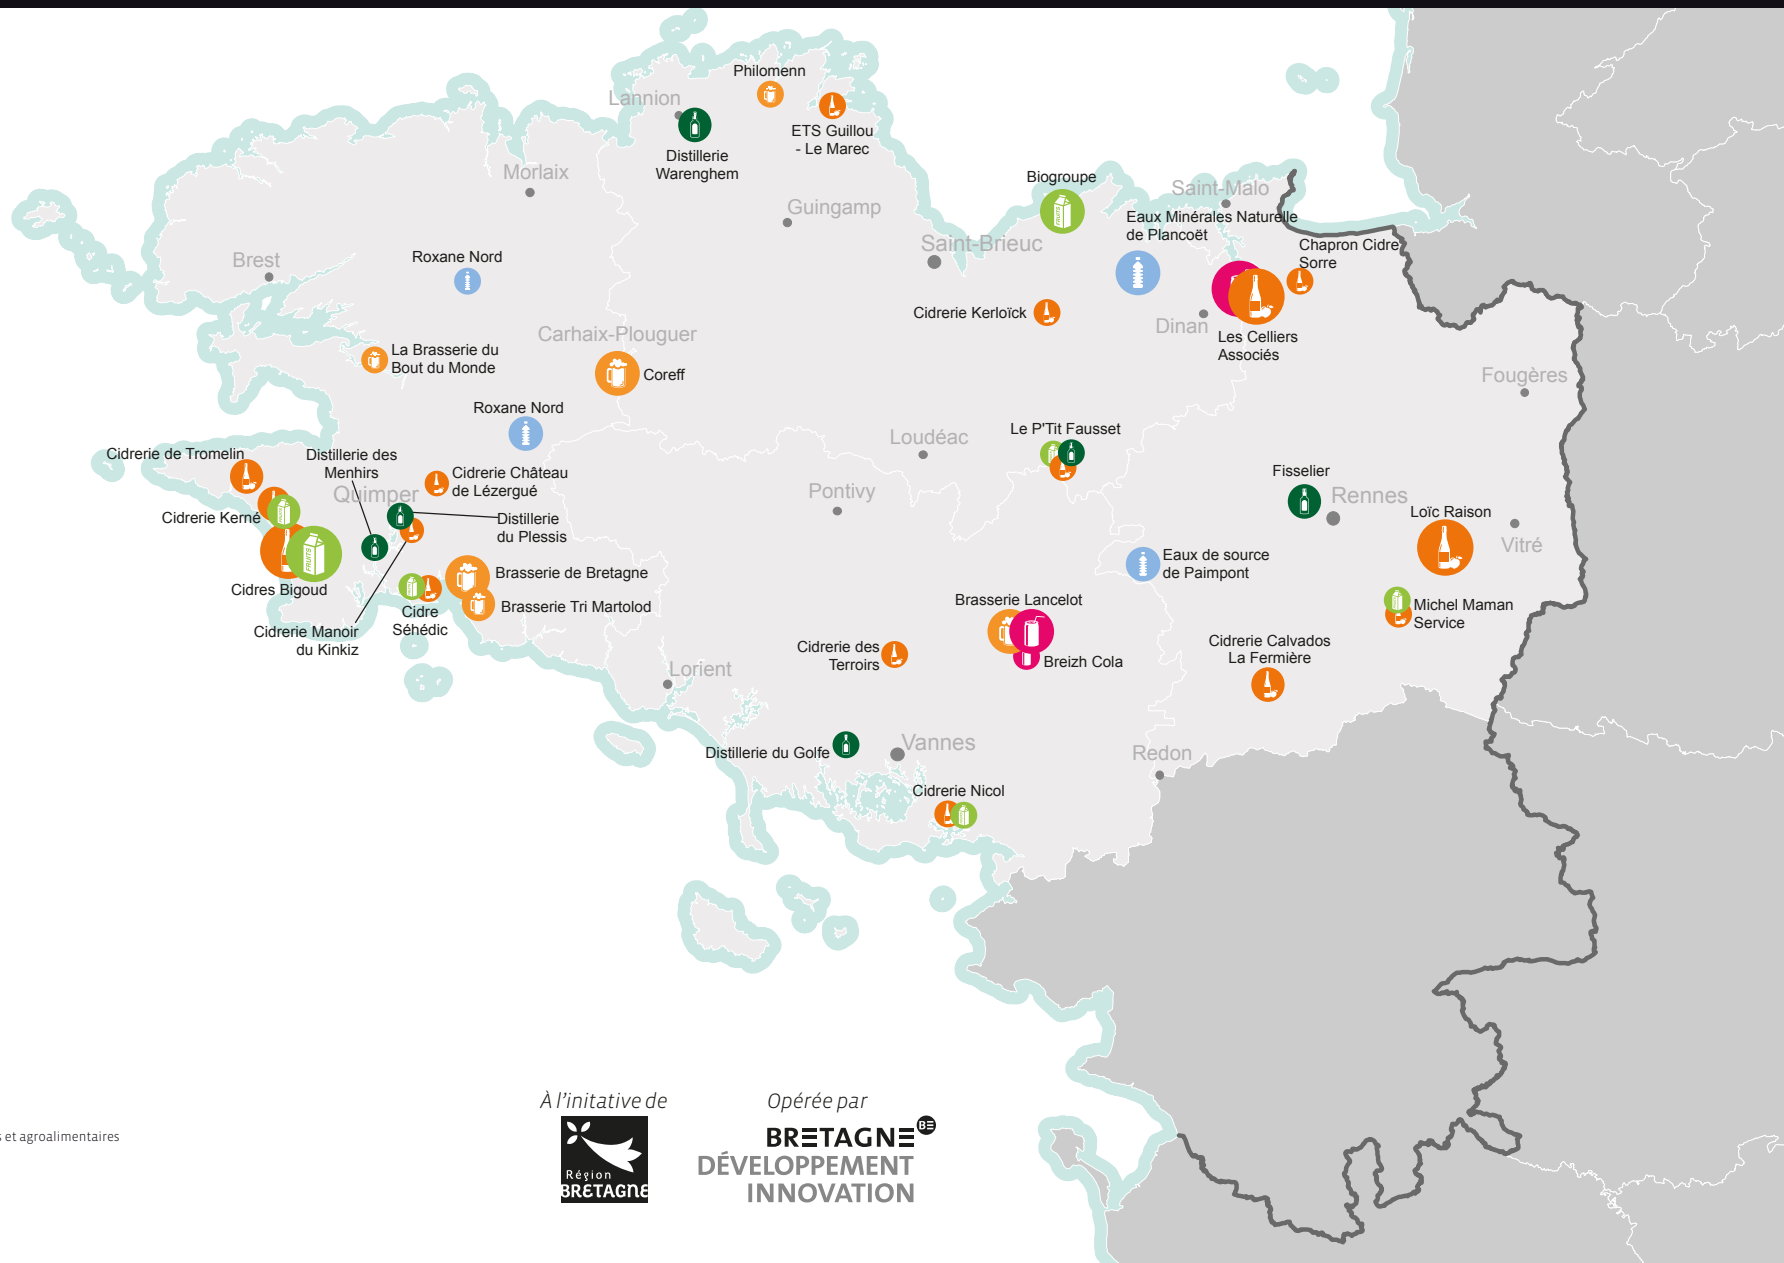 Philomenn
Lannion
ETS Guillou
- Le Marec
Distillerie
Warenghem
Morlaix
Biogroupe
Saint-Malo
Guingamp
Eaux Minérales Naturelle
de Plancoët
Saint-Brieuc
Chapron Cidre
Sorre
Brest
Roxane Nord
Cidrerie Kerloïck
Dinan
Carhaix-Plouguer
Les Celliers
Associés
La Brasserie du
Bout du Monde
Coreff
Fougères
Roxane Nord
Loudéac
Le P'Tit Fausset
Cidrerie de Tromelin
Distillerie des
Menhirs
Cidrerie Château
de Lézergué
Fisselier
Quimper
Pontivy
Rennes
Loïc Raison
Cidrerie Kerné
Distillerie
du Plessis
Vitré
Eaux de source
de Paimpont
Brasserie de Bretagne
FRUITS
FRUITS
Cidres Bigoud
Brasserie Tri Martolod
Brasserie Lancelot
Michel Maman
Service
Cidre
Séhédic
Cidrerie Manoir
du Kinkiz
Cidrerie des
Terroirs
Breizh Cola
Cidrerie Calvados
La Fermière
Lorient
Distillerie du Golfe
Vannes
Redon
Cidrerie Nicol
À l'initative de
Opérée par
s et agroalimentaires
Région
BRETAGNE
BRETAGNE
BE
DÉVELOPPEMENT
INNOVATION